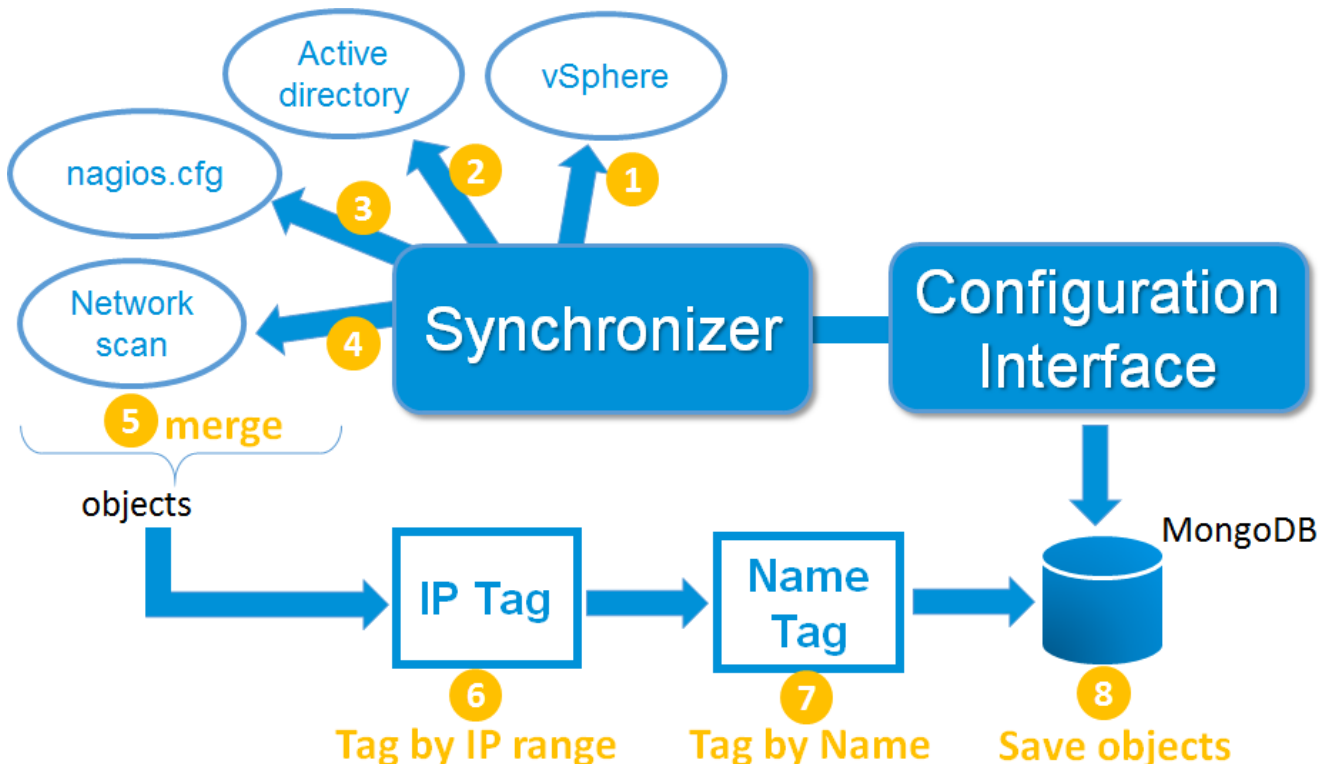 Active
directory
vSphere
nagios.cfg
2
1
3
Network
scan
4
Synchronizer
Configuration
Interface
5 merge
objects
MongoDB
IP Tag
Name
Tag
6
7
8
Tag by IP range
Tag by Name
Save objects